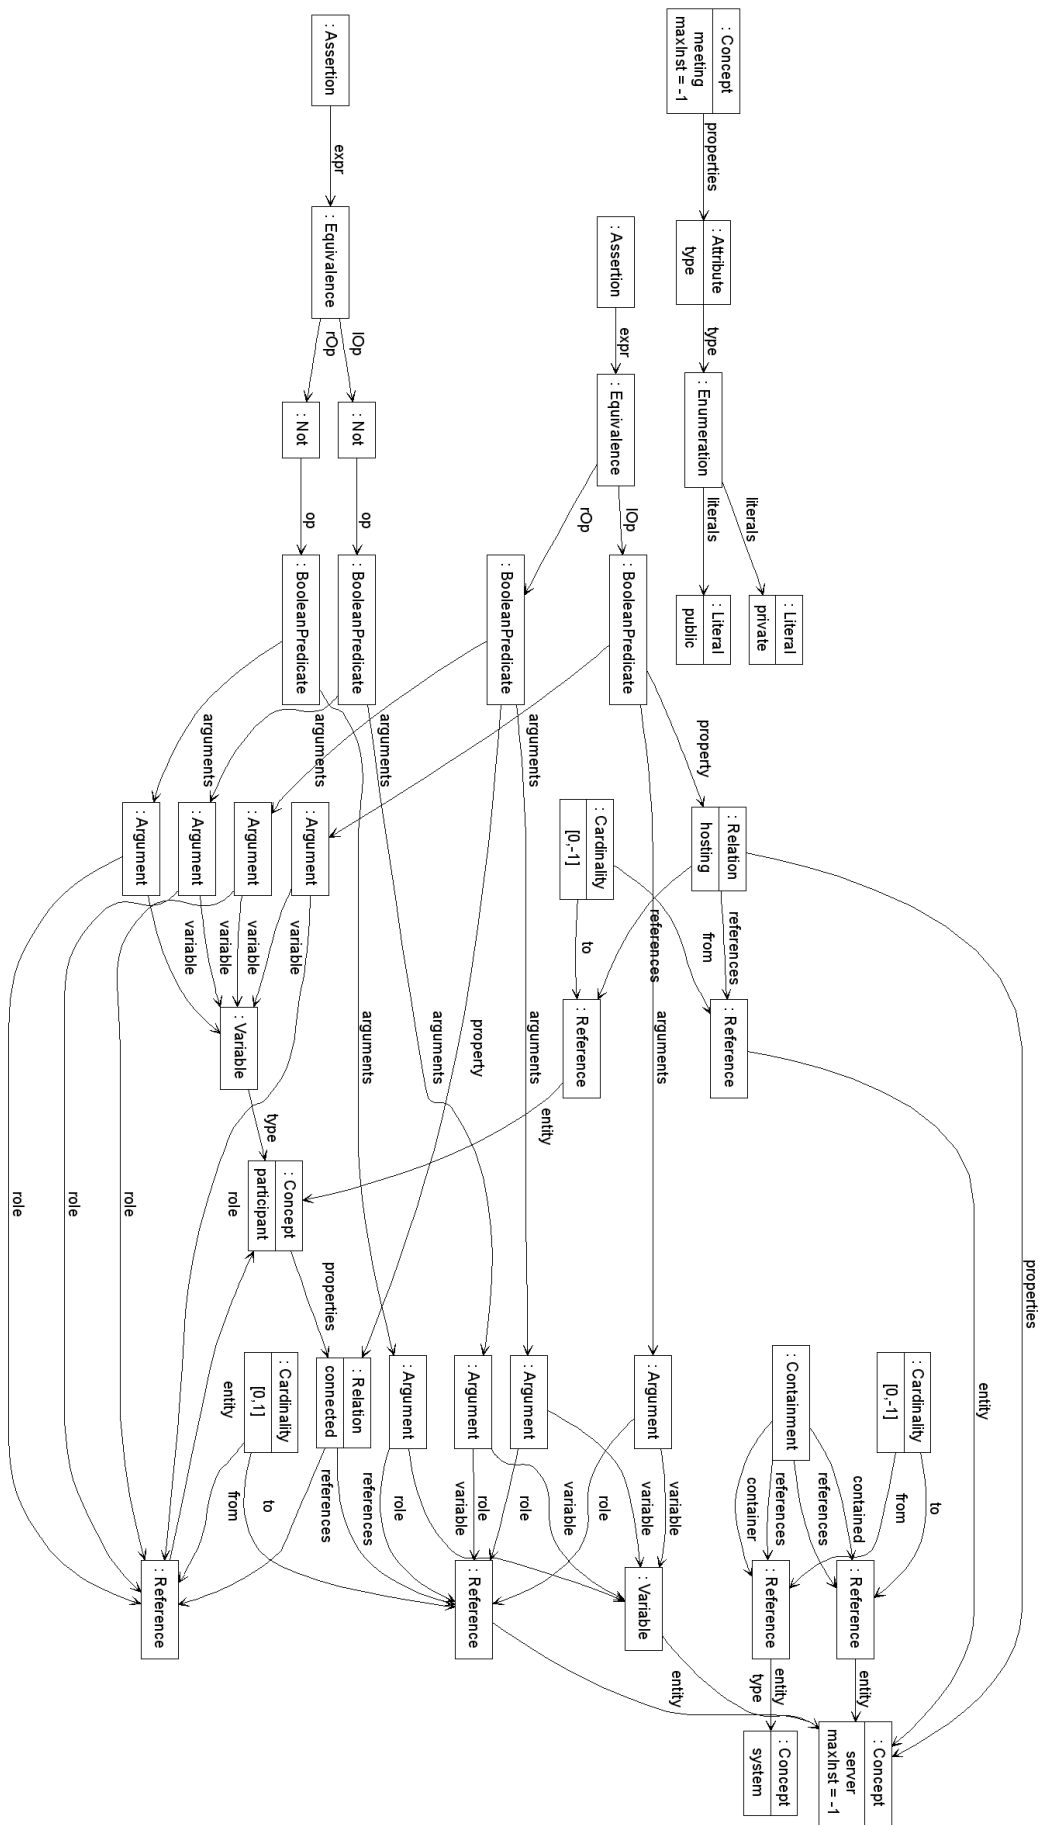 properties
entity
to
: Cardinality
[0,-1]
from
: Concept
server
maxInst = -1
entity
: Reference
contained
references
: Containment
references
container
: Reference
entity
type
: Concept
system
: Literal
private
literals
: Concept
meeting
maxInst = -1
properties
: Attribute
type
type
: Enumeration
literals
: Literal
public
: Relation
hosting
references
from
: Reference
property
references
: Assertion
expr
: Equivalence
lOp
rOp
: BooleanPredicate
arguments
: Argument
variable
variable
role
variable
: Variable
entity
: Cardinality
[0,-1]
to
: Reference
entity
: BooleanPredicate
arguments
arguments
property
: Argument
role
variable
: Argument
: Reference
arguments
arguments
arguments
: Argument
role
references
: Relation
connected
properties
references
: Assertion
expr
: Equivalence
lOp
rOp
: Not
op
: BooleanPredicate
: Not
op
: BooleanPredicate
arguments
arguments
: Argument
variable
: Argument
variable
: Argument
variable
: Argument
variable
: Variable
type
: Concept
participant
: Cardinality
[0,1]
to
from
entity
role
role
role
role
: Reference